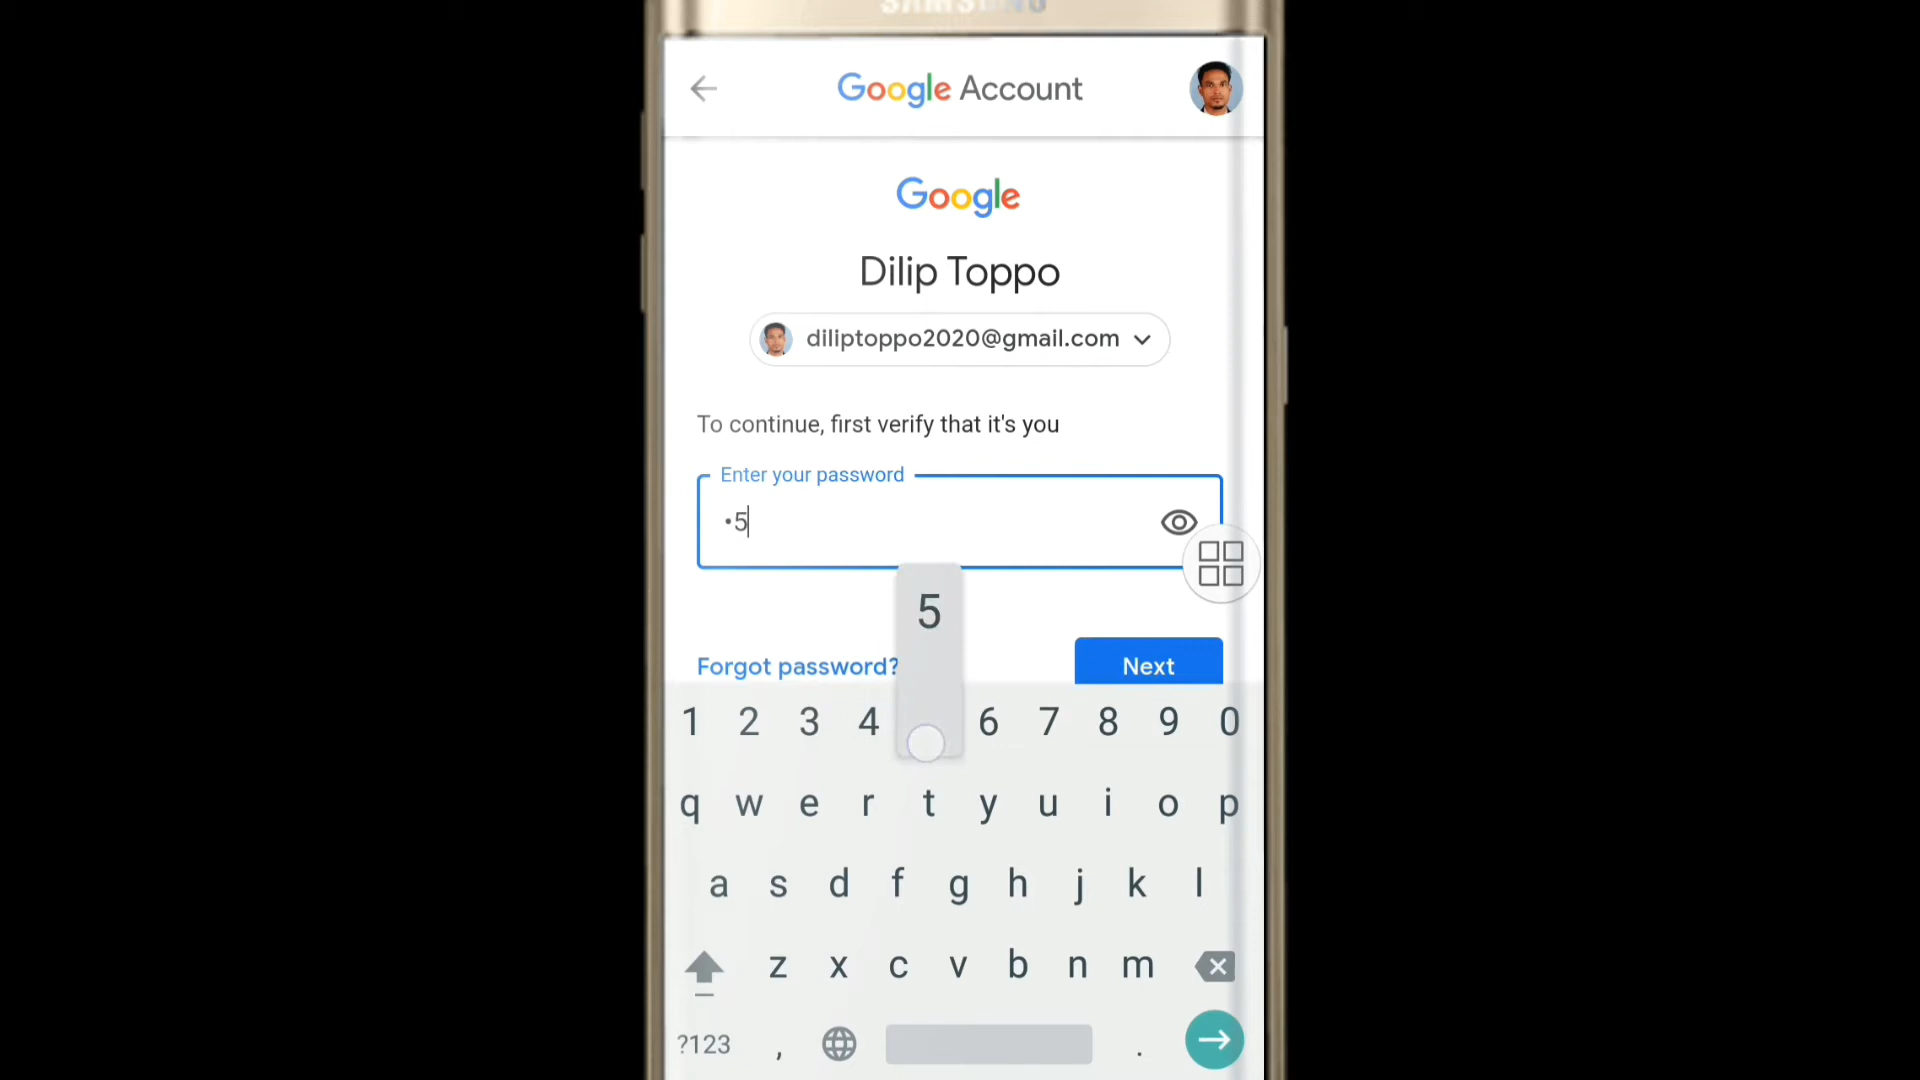 SAMSUNG
Google Account
Google
Dilip Toppo
diliptoppo2020@gmail.com
To continue, first verify that it's you
Enter your password
•5
5
Forgot password?
Next
1 2 3 4 6 7 8 9 0
q w e r t y u i o p
a s d f g h j k l
z x c v b n m
?123 , .